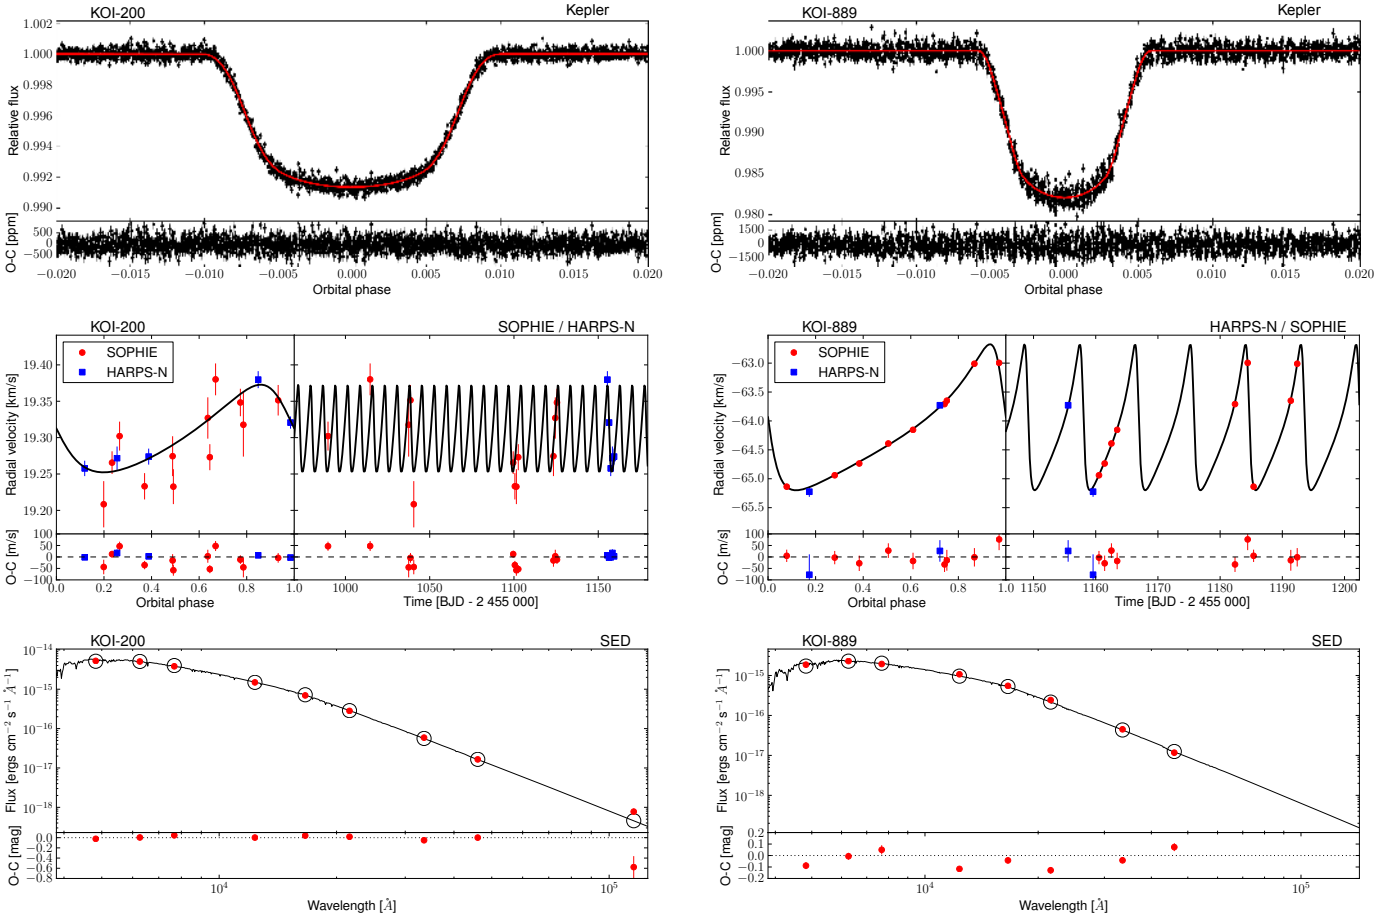 KOI-200 Kepler
1.002
1.000
0.998
0.996
0.994
0.992
0.990
Relative flux
500
0
−500
O-C [ppm]
−0.020 −0.015 −0.010 −0.005 0.000 0.005 0.010 0.015 0.020
Orbital phase
KOI-889 Kepler
1.000
0.995
0.990
0.985
0.980
Relative flux
1500
0
−1500
O-C [ppm]
−0.020 −0.015 −0.010 −0.005 0.000 0.005 0.010 0.015 0.020
Orbital phase
KOI-200 SOPHIE / HARPS-N
SOPHIE
HARPS-N
19.40
19.35
19.30
19.25
19.20
Radial velocity [km/s]
100
50
0
−50
−100
O-C [m/s]
0.0 0.2 0.4 0.6 0.8 1.0 1000 1050 1100 1150
Orbital phase Time [BJD - 2 455 000]
KOI-889 HARPS-N / SOPHIE
SOPHIE
HARPS-N
−63.0
−63.5
−64.0
−64.5
−65.0
−65.5
Radial velocity [km/s]
100
50
0
−50
−100
O-C [m/s]
0.0 0.2 0.4 0.6 0.8 1.0 1150 1160 1170 1180 1190 1200
Orbital phase Time [BJD - 2 455 000]
KOI-200 SED
10⁻¹⁴
10⁻¹⁵
10⁻¹⁶
10⁻¹⁷
10⁻¹⁸
Flux [ergs cm⁻² s⁻¹ Å⁻¹]
0.0
−0.2
−0.4
−0.6
−0.8
O-C [mag]
10⁴ 10⁵
Wavelength [Å]
KOI-889 SED
10⁻¹⁵
10⁻¹⁶
10⁻¹⁷
10⁻¹⁸
Flux [ergs cm⁻² s⁻¹ Å⁻¹]
0.2
0.1
0.0
−0.1
−0.2
O-C [mag]
10⁴ 10⁵
Wavelength [Å]